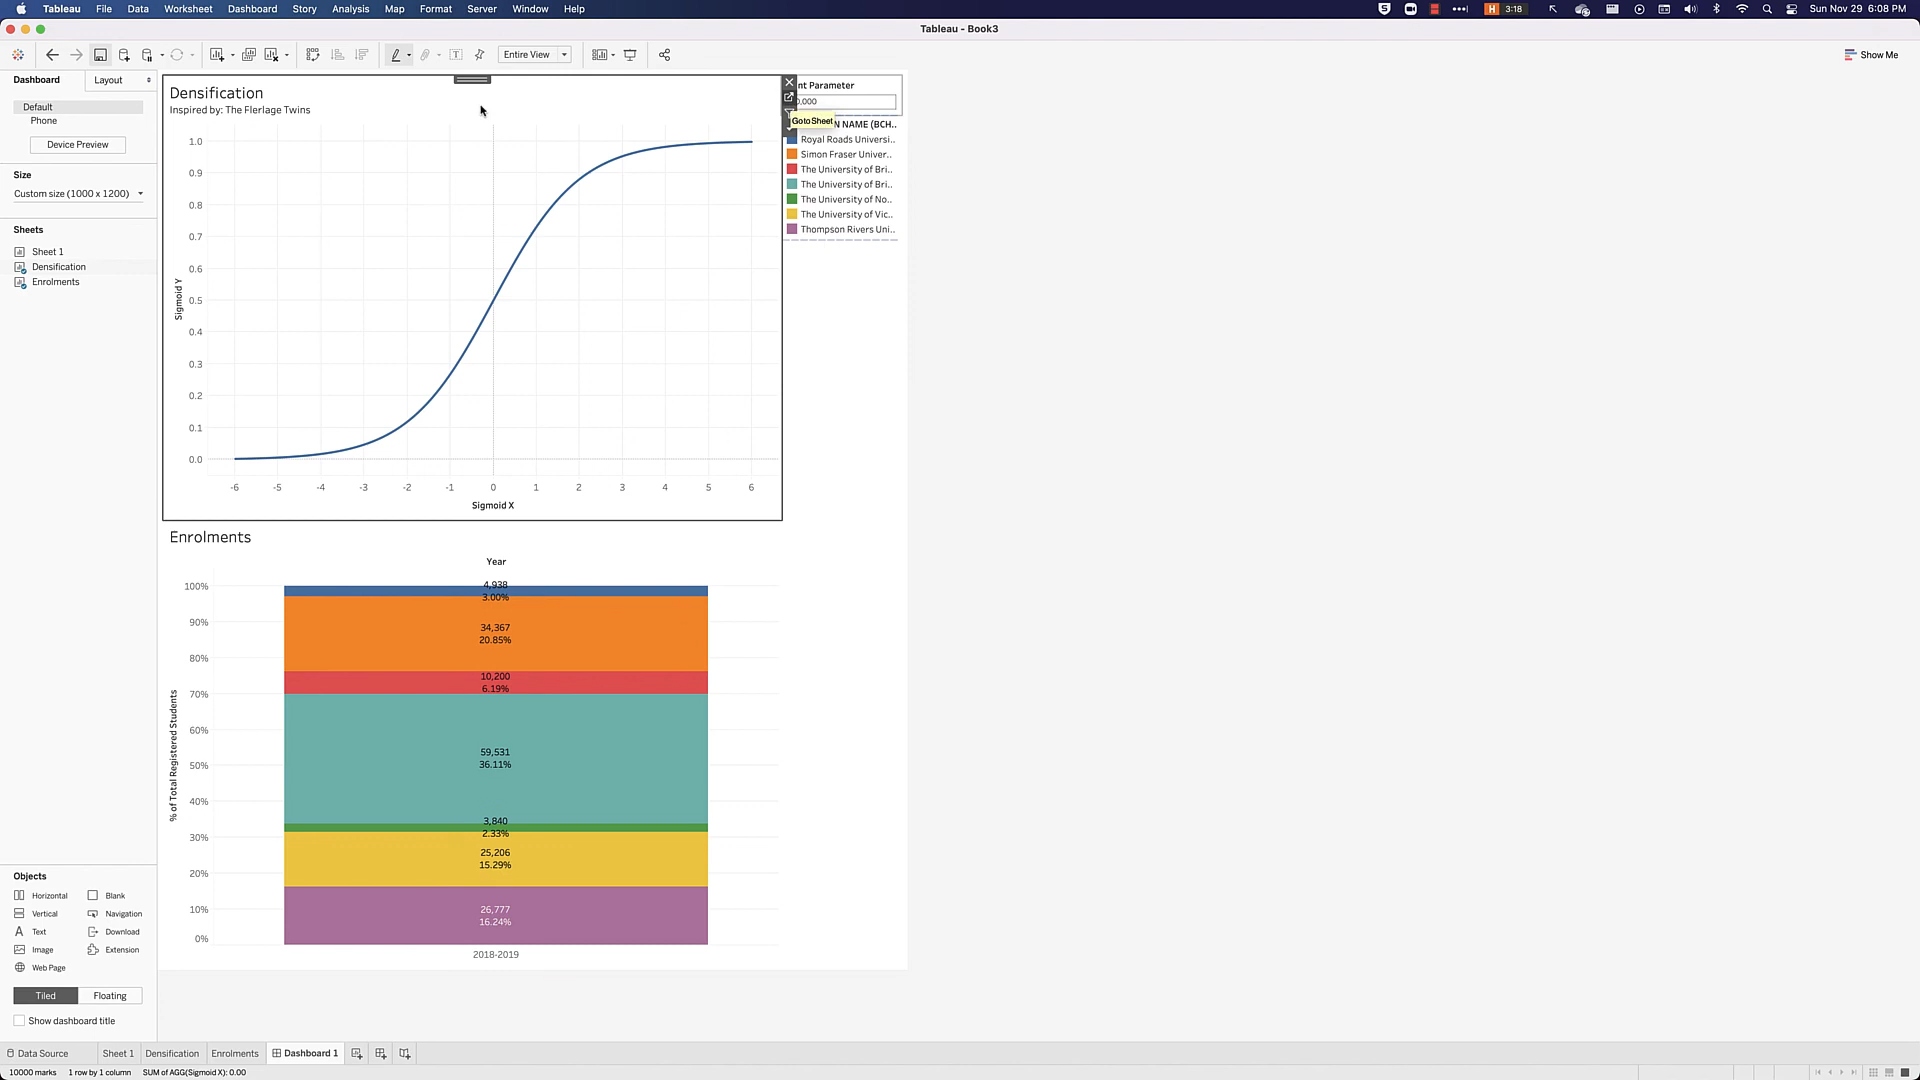 Tableau File Data Worksheet Dashboard Story Analysis Map Format Server Window Help
H 3:18
Sun Nov 29 6:08 PM
Tableau - Book3
Entire View
Show Me
Dashboard Layout
Default
Phone
Device Preview
Size
Custom size (1000 x 1200)
Sheets
Sheet 1
Densification
Enrolments
Objects
Horizontal Blank
Vertical Navigation
A Text Download
Image Extension
Web Page
Tiled Floating
Show dashboard title
Densification
Inspired by: The Flerlage Twins
1.0
0.9
0.8
0.7
0.6
0.5
0.4
0.3
0.2
0.1
0.0
Sigmoid Y
-6 -5 -4 -3 -2 -1 0 1 2 3 4 5 6
Sigmoid X
nt Parameter
0,000
Go to Sheet
N NAME (BCH..
Royal Roads Universi..
Simon Fraser Univer..
The University of Bri..
The University of Bri..
The University of No..
The University of Vic..
Thompson Rivers Uni..
Enrolments
Year
100%
90%
80%
70%
60%
50%
40%
30%
20%
10%
0%
% of Total Registered Students
4,938
3.00%
34,367
20.85%
10,200
6.19%
59,531
36.11%
3,840
2.33%
25,206
15.29%
26,777
16.24%
2018-2019
Data Source Sheet 1 Densification Enrolments Dashboard 1
10000 marks 1 row by 1 column SUM of AGG(Sigmoid X): 0.00